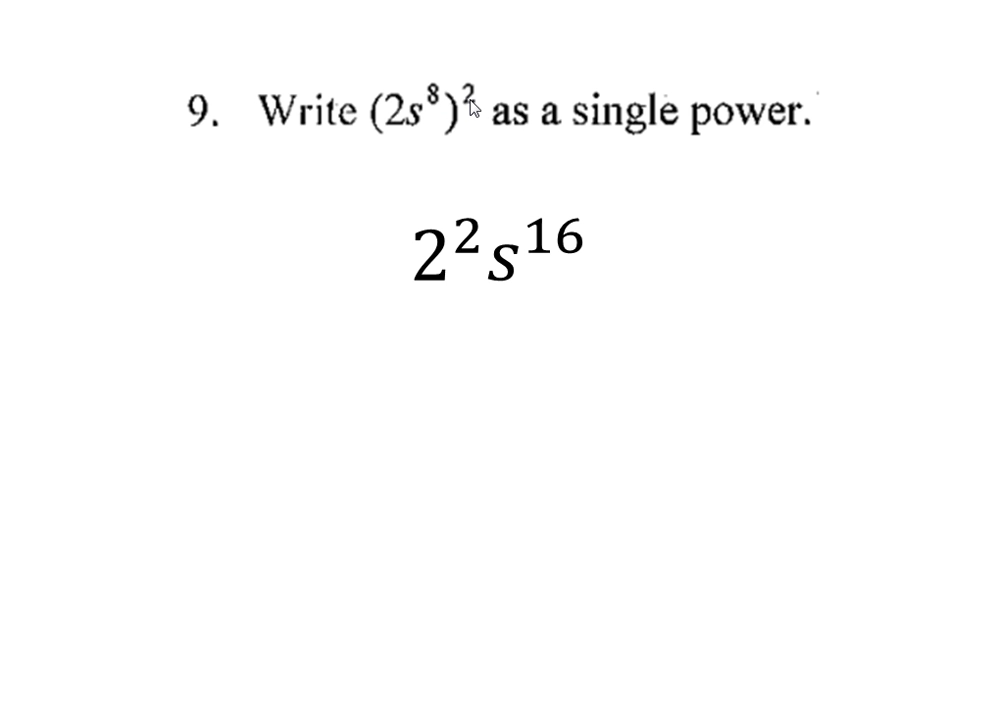 9. Write (2s⁸)² as a single power.
2²s¹⁶